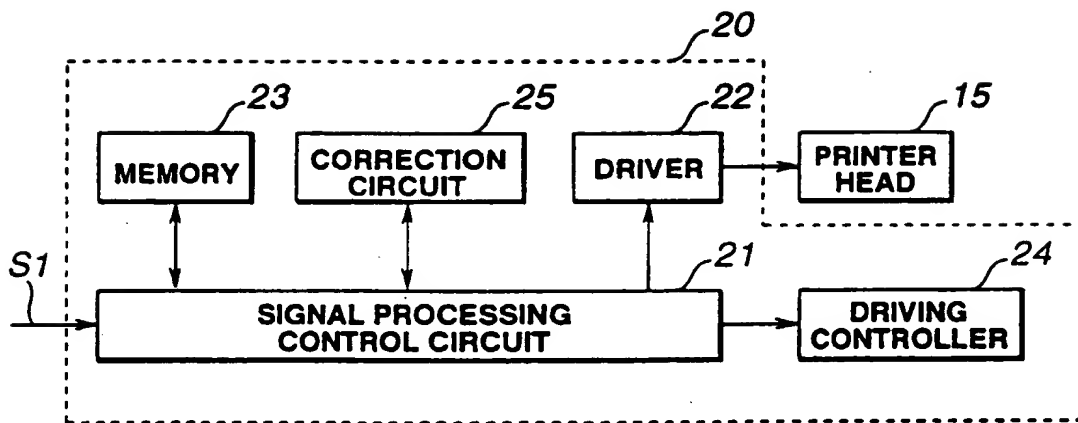 20
23
25
22
15
MEMORY
CORRECTION
CIRCUIT
DRIVER
PRINTER
HEAD
S1
21
24
SIGNAL PROCESSING
CONTROL CIRCUIT
DRIVING
CONTROLLER